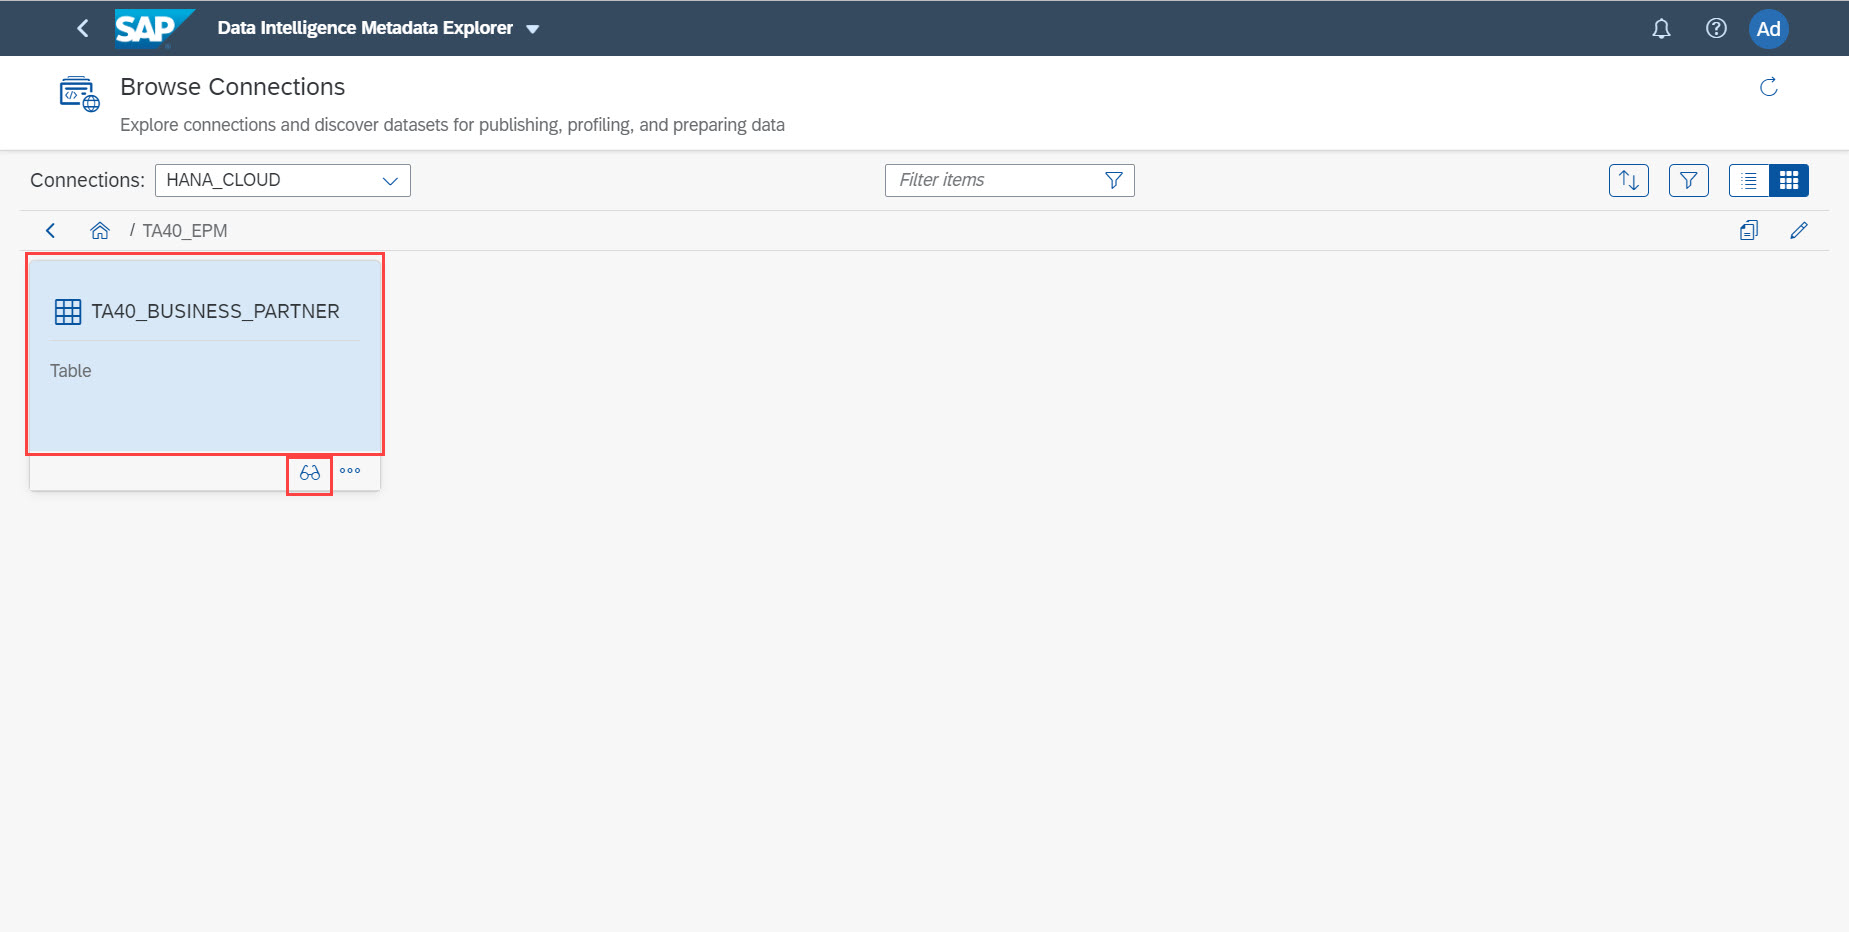 SAP
Data Intelligence Metadata Explorer
Ad
Browse Connections
Explore connections and discover datasets for publishing, profiling, and preparing data
Connections: HANA_CLOUD
Filter items
/ TA40_EPM
TA40_BUSINESS_PARTNER
Table